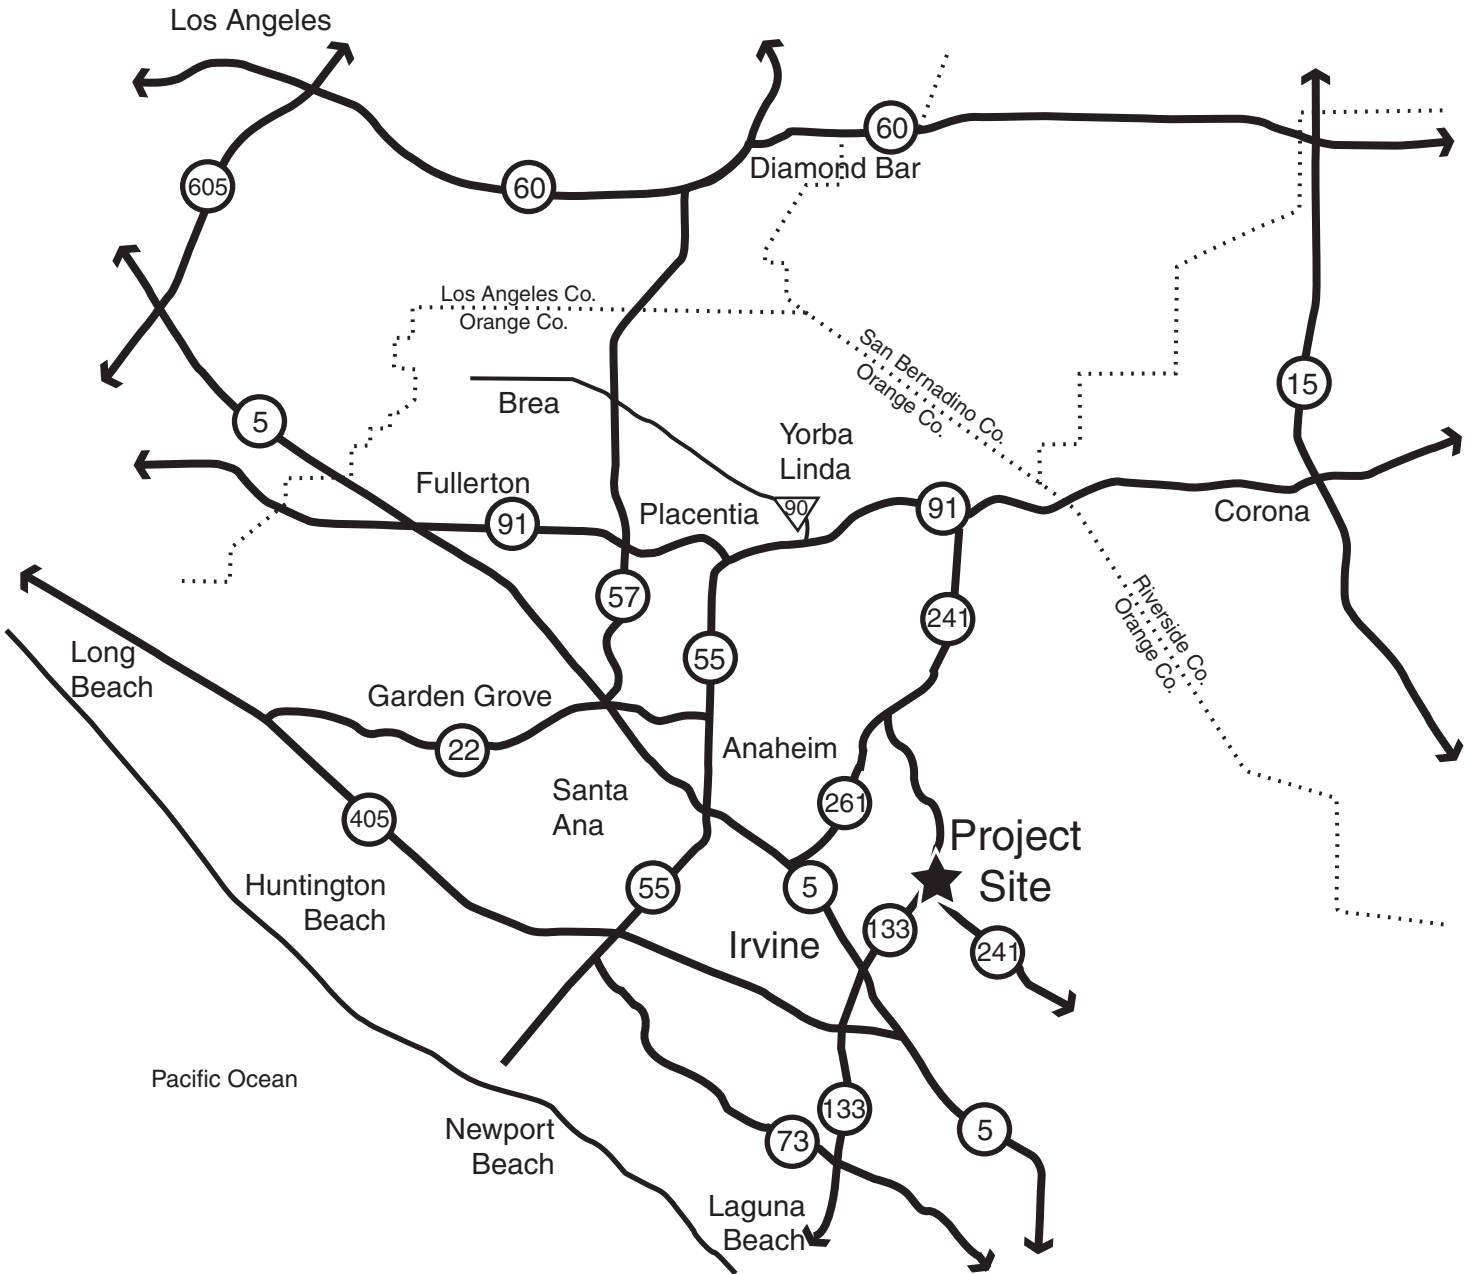 Los Angeles
60
605
60
Diamond Bar
Los Angeles Co.
Orange Co.
San Bernadino Co.
Orange Co.
15
Brea
5
Yorba
Linda
Fullerton
91
Placentia
90
91
Corona
57
241
Riverside Co.
Orange Co.
55
Long
Beach
Garden Grove
22
Anaheim
Santa
Ana
261
405
Project
Site
Huntington
Beach
55
5
133
Irvine
241
Pacific Ocean
133
Newport
Beach
73
5
Laguna
Beach